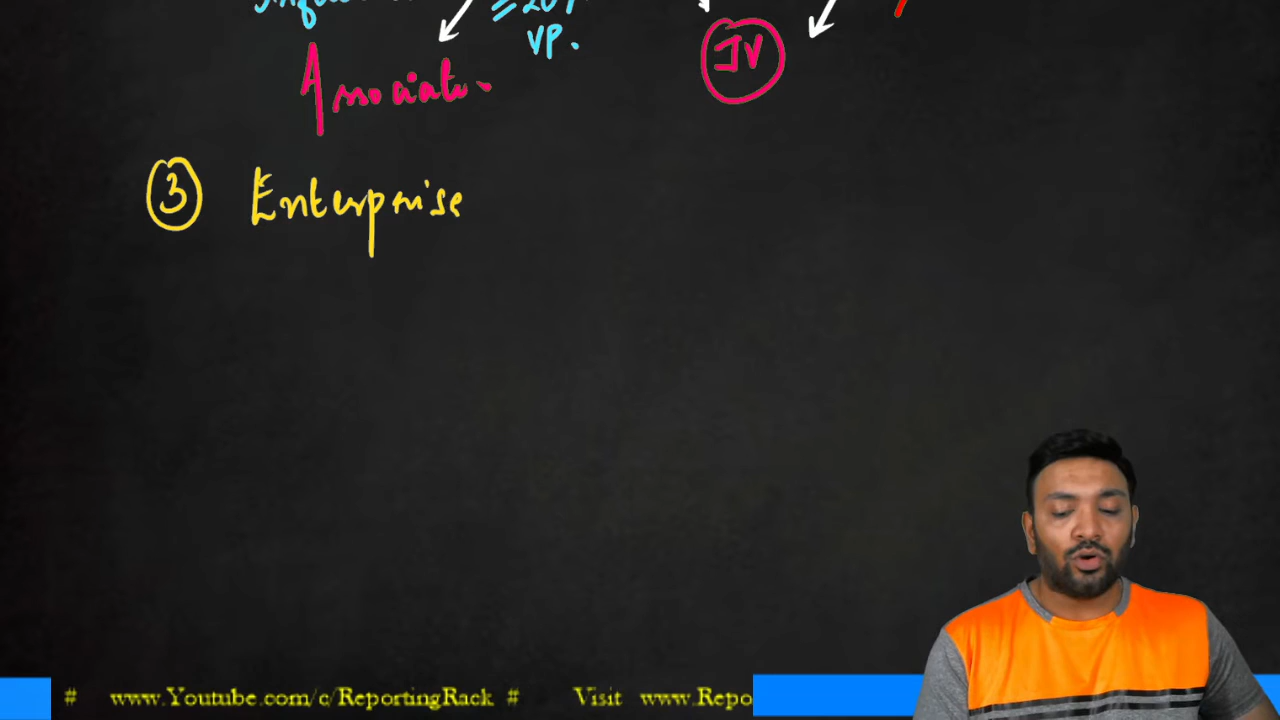 VP.
JV
Associate.
3 Enterprise
# www.Youtube.com/c/ReportingRack # Visit www.Repo